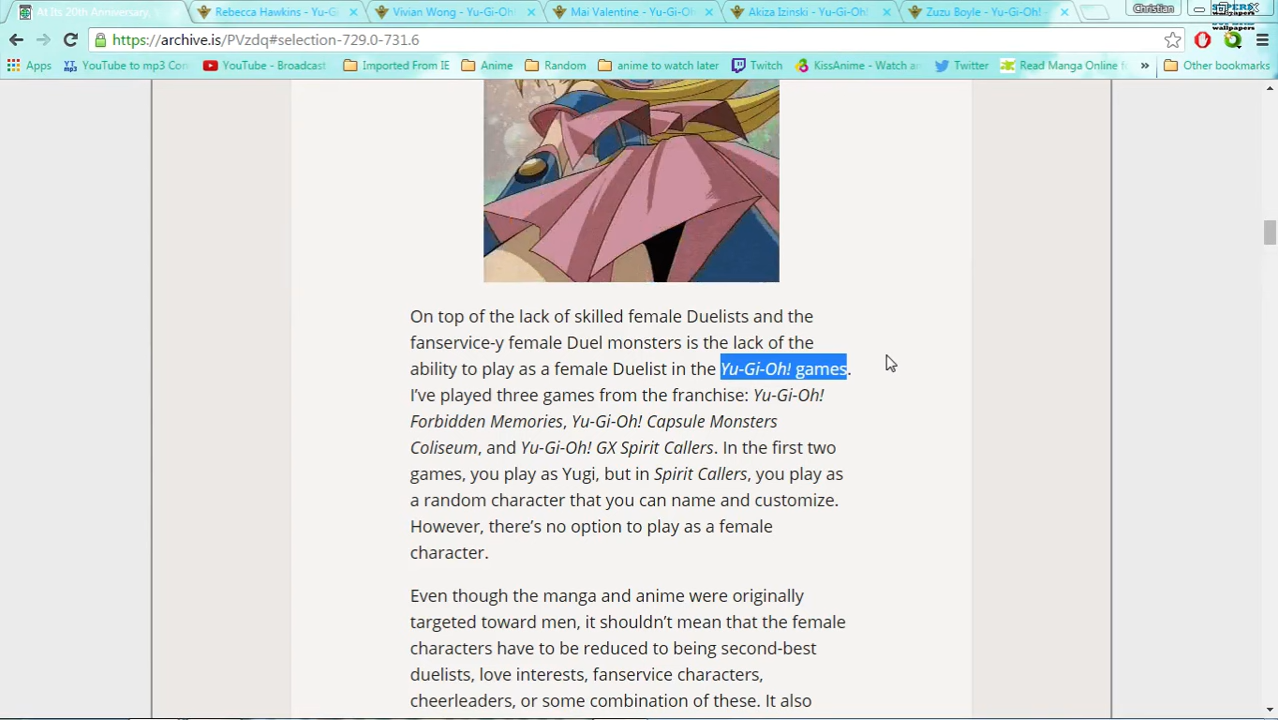 At Its 20th Anniversary,
Rebecca Hawkins - Yu-G
Vivian Wong - Yu-Gi-Oh!
Mai Valentine - Yu-Gi-Oh
Akiza Izinski - Yu-Gi-Oh!
Zuzu Boyle - Yu-Gi-Oh!
Christian
wallpapers
https://archive.is/PVzdq#selection-729.0-731.6
Apps
YouTube to mp3 Con
YouTube - Broadcast
Imported From IE
Anime
Random
anime to watch later
Twitch
KissAnime - Watch an
Twitter
Read Manga Online f
»
Other bookmarks
On top of the lack of skilled female Duelists and the
fanservice-y female Duel monsters is the lack of the
ability to play as a female Duelist in the Yu-Gi-Oh! games.
I’ve played three games from the franchise: Yu-Gi-Oh!
Forbidden Memories, Yu-Gi-Oh! Capsule Monsters
Coliseum, and Yu-Gi-Oh! GX Spirit Callers. In the first two
games, you play as Yugi, but in Spirit Callers, you play as
a random character that you can name and customize.
However, there’s no option to play as a female
character.
Even though the manga and anime were originally
targeted toward men, it shouldn’t mean that the female
characters have to be reduced to being second-best
duelists, love interests, fanservice characters,
cheerleaders, or some combination of these. It also